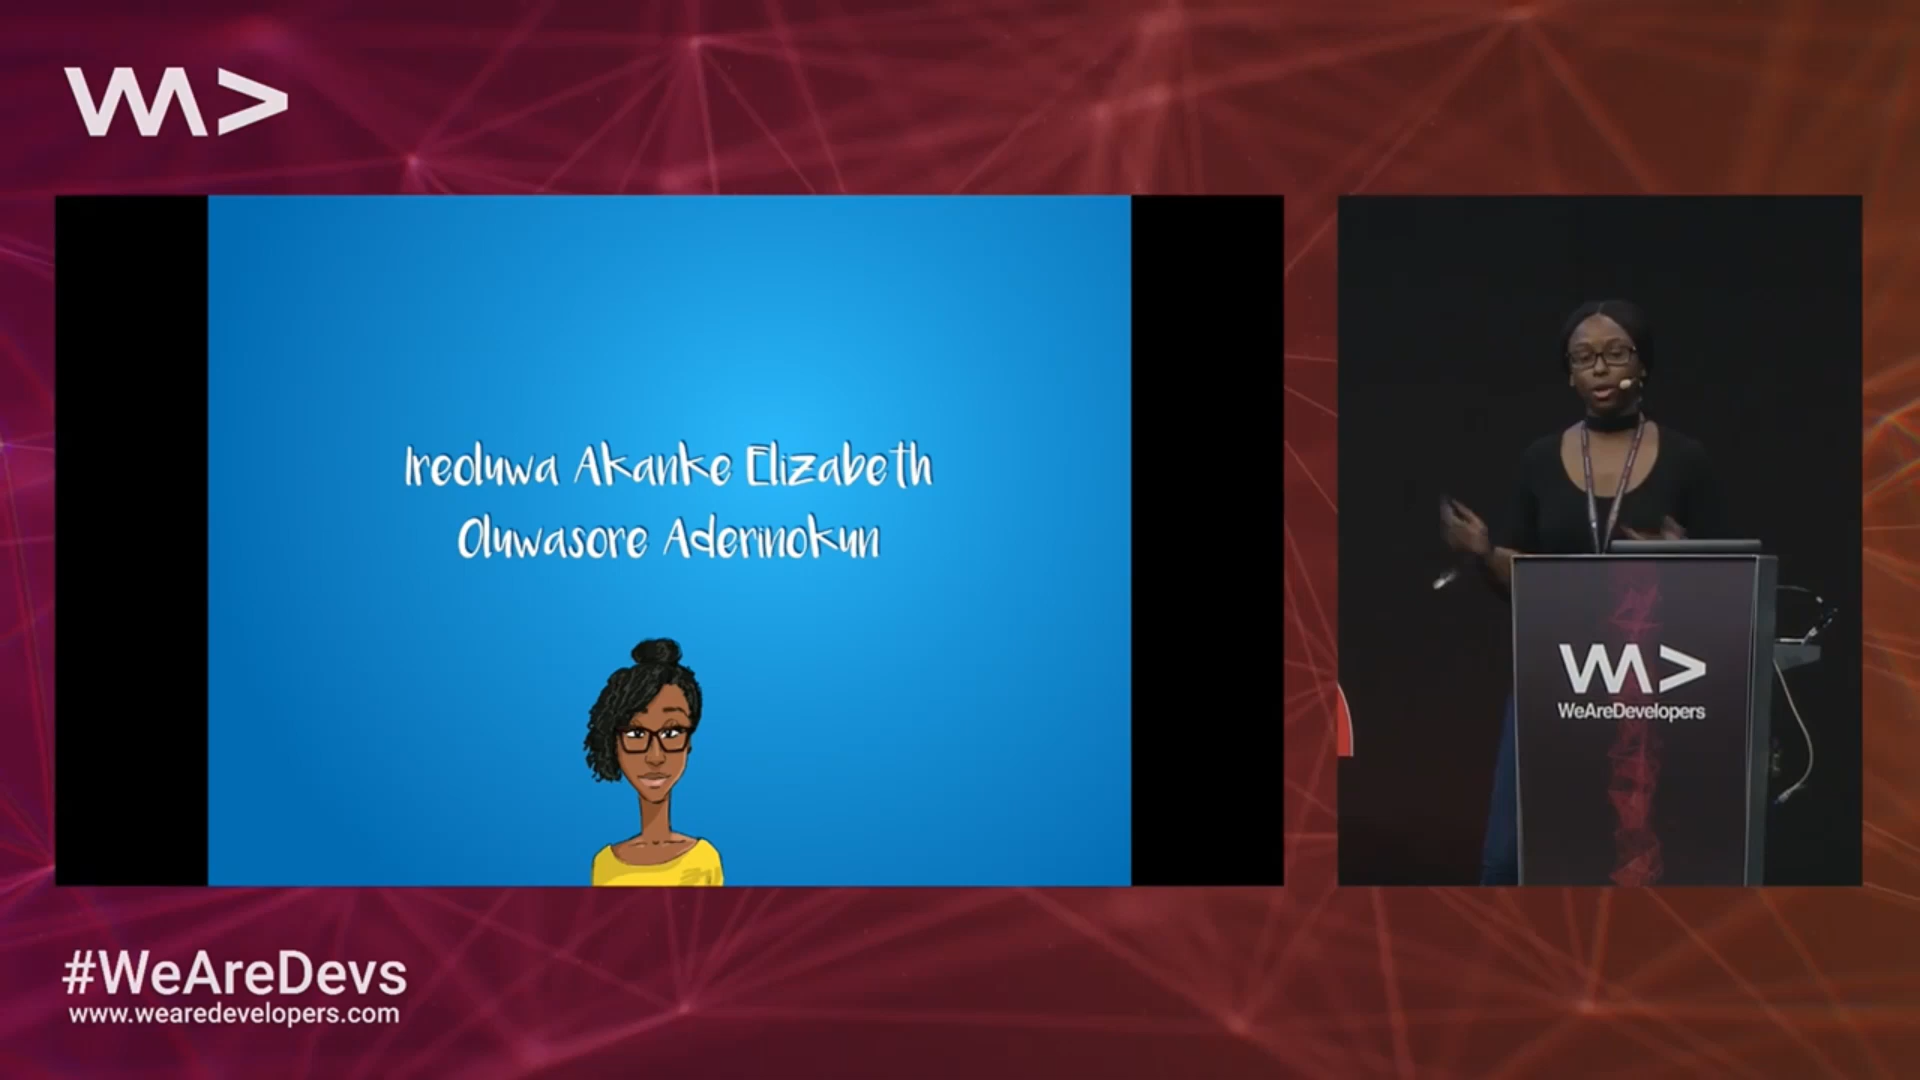 WA>
Ireoluwa Akanke Elizabeth
Oluwasore Aderinokun
WA>
WeAreDevelopers
#WeAreDevs
www.wearedevelopers.com